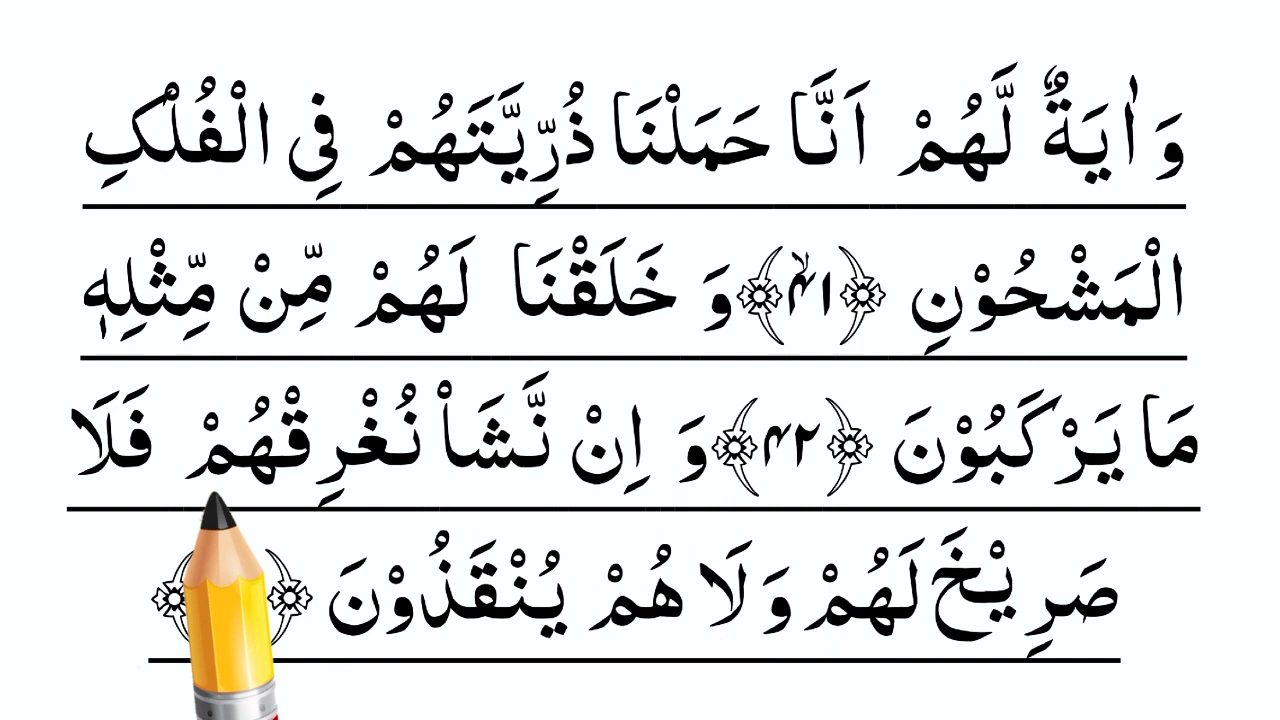 وَ اٰيَةٌ لَّهُمْ اَنَّا حَمَلْنَا ذُرِّيَّتَهُمْ فِى الْفُلْكِ
الْمَشْحُوْنِ ﴿۴۱ۙ﴾ وَ خَلَقْنَا لَهُمْ مِّنْ مِّثْلِهٖ
مَا يَرْكَبُوْنَ ﴿۴۲﴾ وَ اِنْ نَّشَاْ نُغْرِقْهُمْ فَلَا
صَرِيْخَ لَهُمْ وَلَا هُمْ يُنْقَذُوْنَ